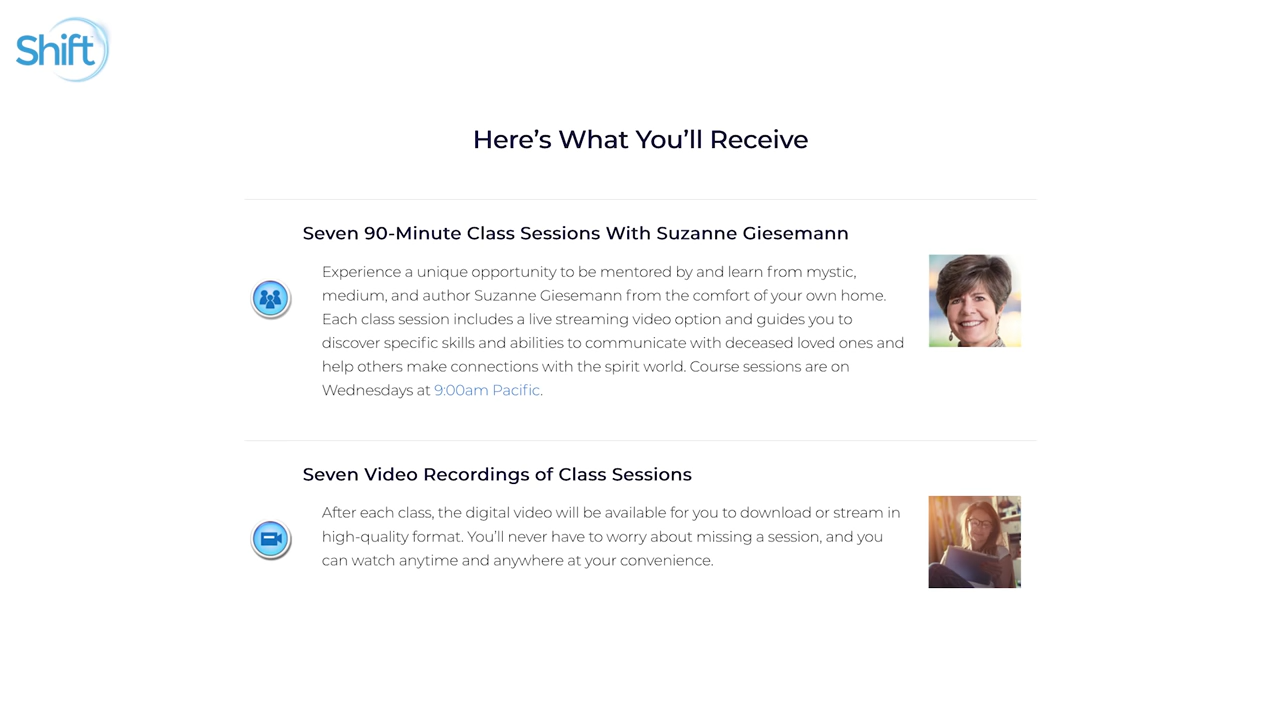 Shift
Here’s What You’ll Receive
Seven 90-Minute Class Sessions With Suzanne Giesemann
Experience a unique opportunity to be mentored by and learn from mystic,
medium, and author Suzanne Giesemann from the comfort of your own home.
Each class session includes a live streaming video option and guides you to
discover specific skills and abilities to communicate with deceased loved ones and
help others make connections with the spirit world. Course sessions are on
Wednesdays at 9:00am Pacific.
Seven Video Recordings of Class Sessions
After each class, the digital video will be available for you to download or stream in
high-quality format. You’ll never have to worry about missing a session, and you
can watch anytime and anywhere at your convenience.